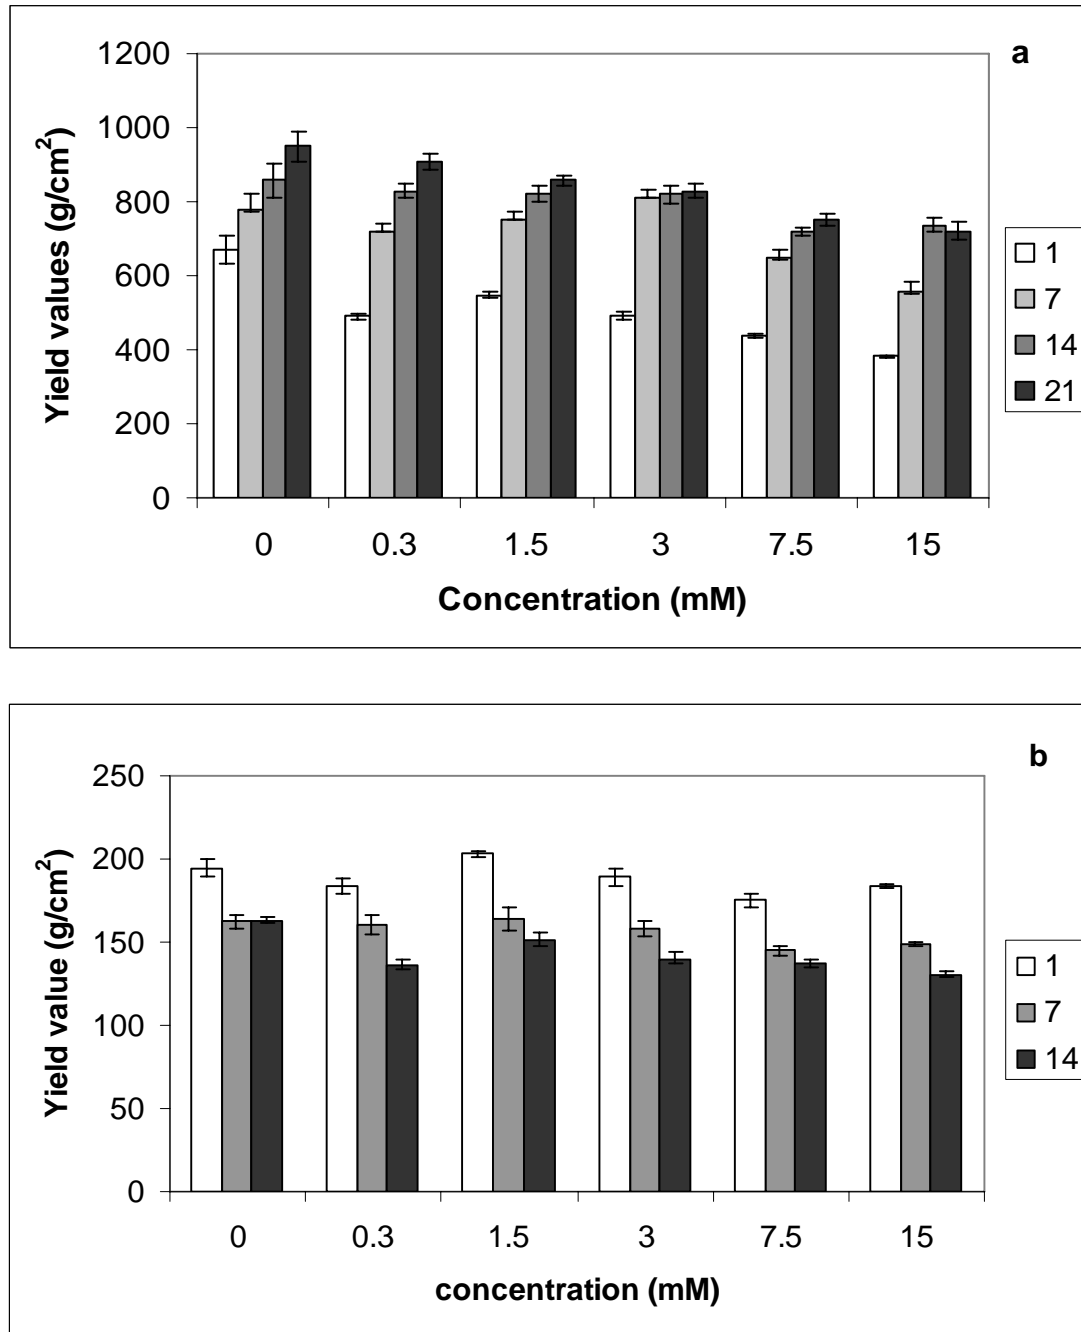 a
Yield values (g/cm²)
1200
1000
800
600
400
200
0
0 0.3 1.5 3 7.5 15
Concentration (mM)
1
7
14
21
b
Yield value (g/cm²)
250
200
150
100
50
0
0 0.3 1.5 3 7.5 15
concentration (mM)
1
7
14